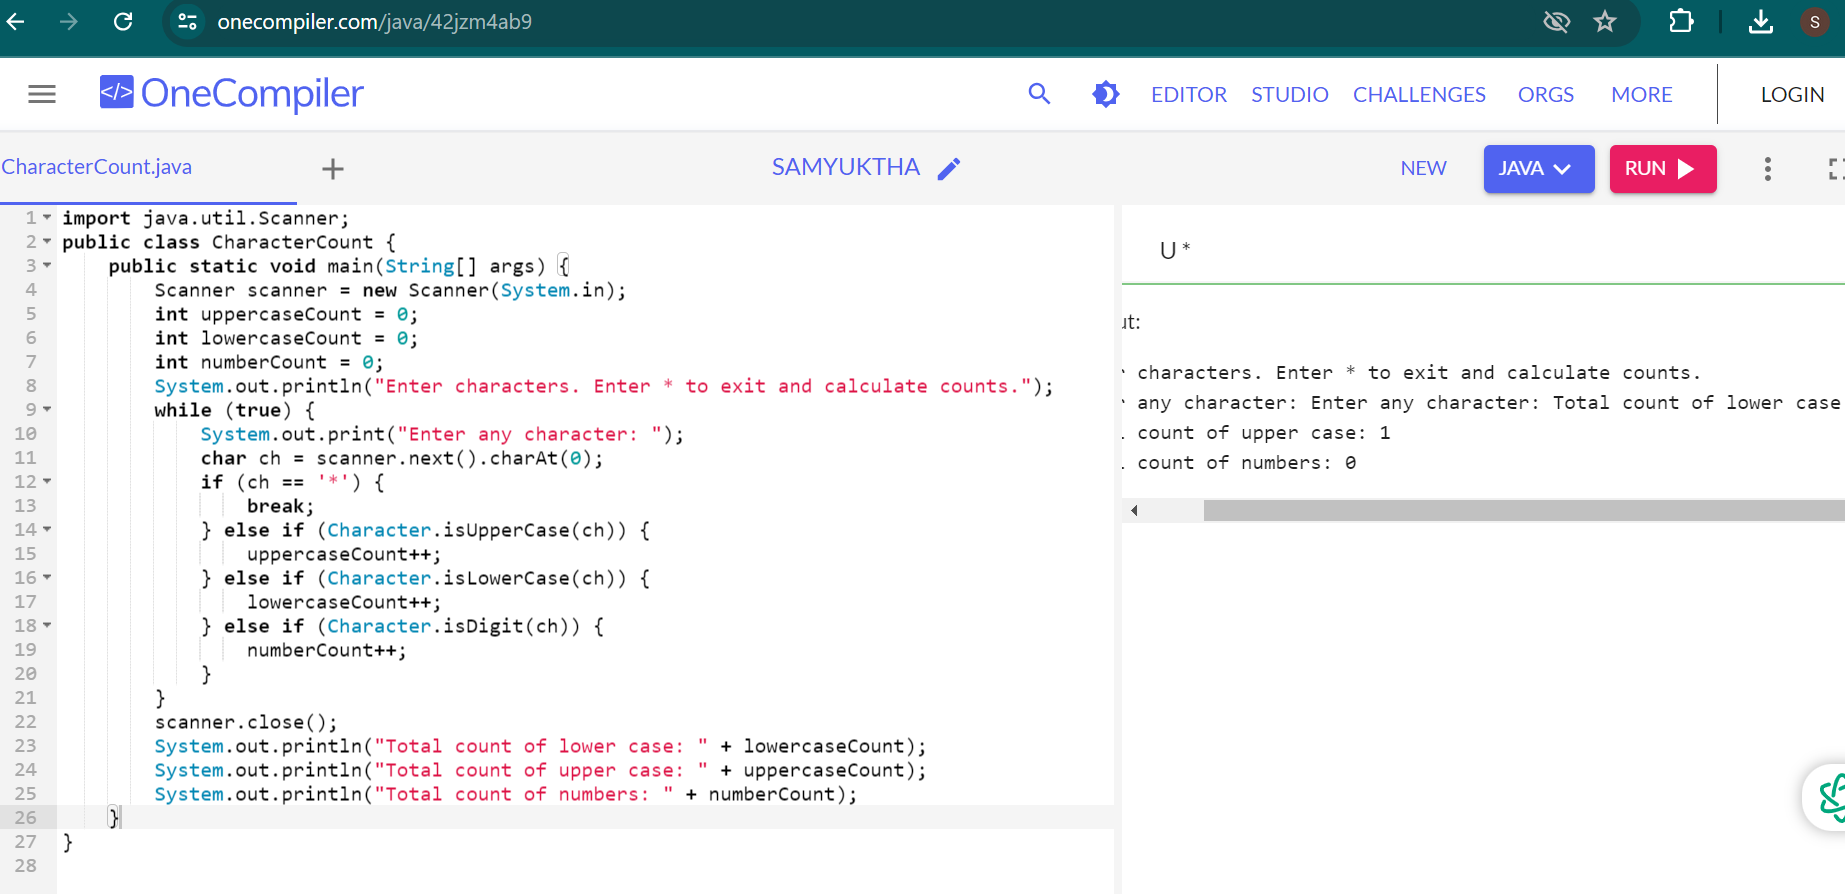 onecompiler.com/java/42jzm4ab9
S
</> OneCompiler
EDITOR STUDIO CHALLENGES ORGS MORE LOGIN
CharacterCount.java + SAMYUKTHA NEW JAVA RUN
1 import java.util.Scanner;
2 public class CharacterCount {
3 public static void main(String[] args) {
4 Scanner scanner = new Scanner(System.in);
5 int uppercaseCount = 0;
6 int lowercaseCount = 0;
7 int numberCount = 0;
8 System.out.println("Enter characters. Enter * to exit and calculate counts.");
9 while (true) {
10 System.out.print("Enter any character: ");
11 char ch = scanner.next().charAt(0);
12 if (ch == '*') {
13 break;
14 } else if (Character.isUpperCase(ch)) {
15 uppercaseCount++;
16 } else if (Character.isLowerCase(ch)) {
17 lowercaseCount++;
18 } else if (Character.isDigit(ch)) {
19 numberCount++;
20 }
21 }
22 scanner.close();
23 System.out.println("Total count of lower case: " + lowercaseCount);
24 System.out.println("Total count of upper case: " + uppercaseCount);
25 System.out.println("Total count of numbers: " + numberCount);
26 }
27 }
28
U *
ut:
characters. Enter * to exit and calculate counts.
any character: Enter any character: Total count of lower case
count of upper case: 1
count of numbers: 0